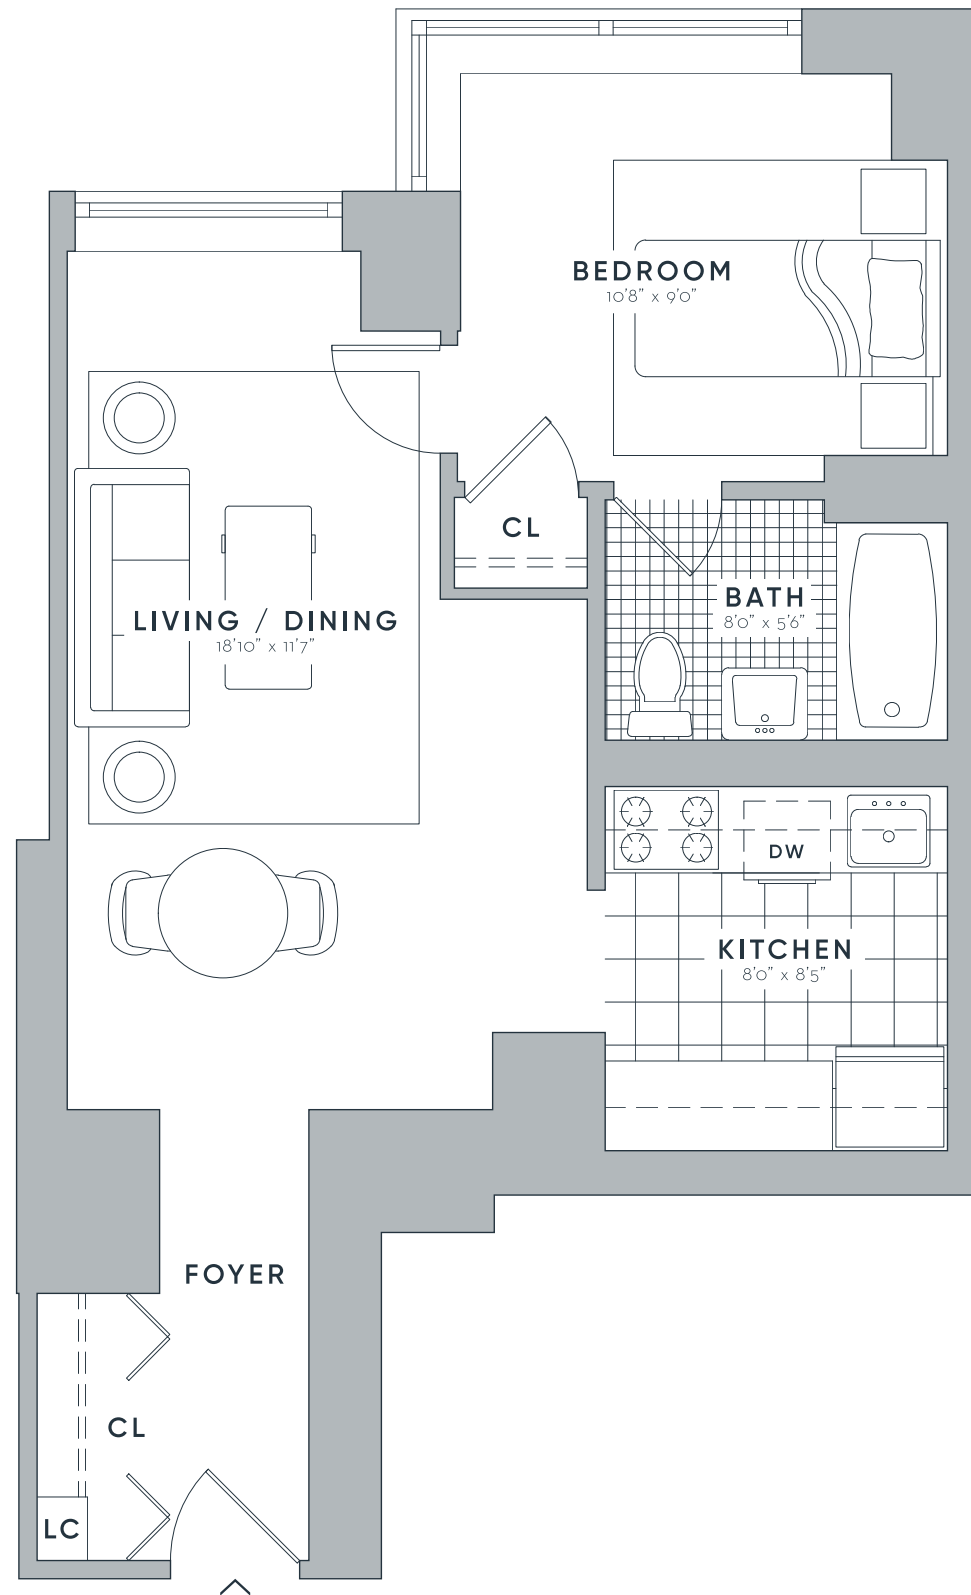 BEDROOM
10'8" x 9'0"
CL
BATH
8'0" x 5'6"
LIVING / DINING
18'10" x 11'7"
DW
KITCHEN
8'0" x 8'5"
FOYER
CL
LC